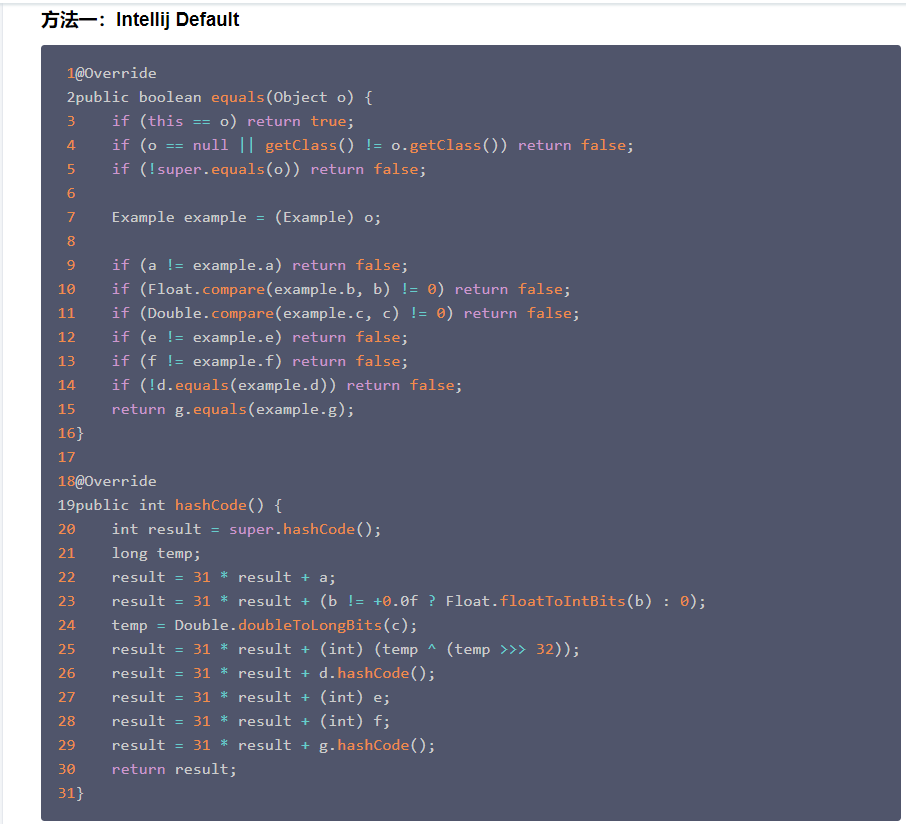 方法一：Intellij Default
1@Override
2public boolean equals(Object o) {
3    if (this == o) return true;
4    if (o == null || getClass() != o.getClass()) return false;
5    if (!super.equals(o)) return false;
6
7    Example example = (Example) o;
8
9    if (a != example.a) return false;
10    if (Float.compare(example.b, b) != 0) return false;
11    if (Double.compare(example.c, c) != 0) return false;
12    if (e != example.e) return false;
13    if (f != example.f) return false;
14    if (!d.equals(example.d)) return false;
15    return g.equals(example.g);
16}
17
18@Override
19public int hashCode() {
20    int result = super.hashCode();
21    long temp;
22    result = 31 * result + a;
23    result = 31 * result + (b != +0.0f ? Float.floatToIntBits(b) : 0);
24    temp = Double.doubleToLongBits(c);
25    result = 31 * result + (int) (temp ^ (temp >>> 32));
26    result = 31 * result + d.hashCode();
27    result = 31 * result + (int) e;
28    result = 31 * result + (int) f;
29    result = 31 * result + g.hashCode();
30    return result;
31}